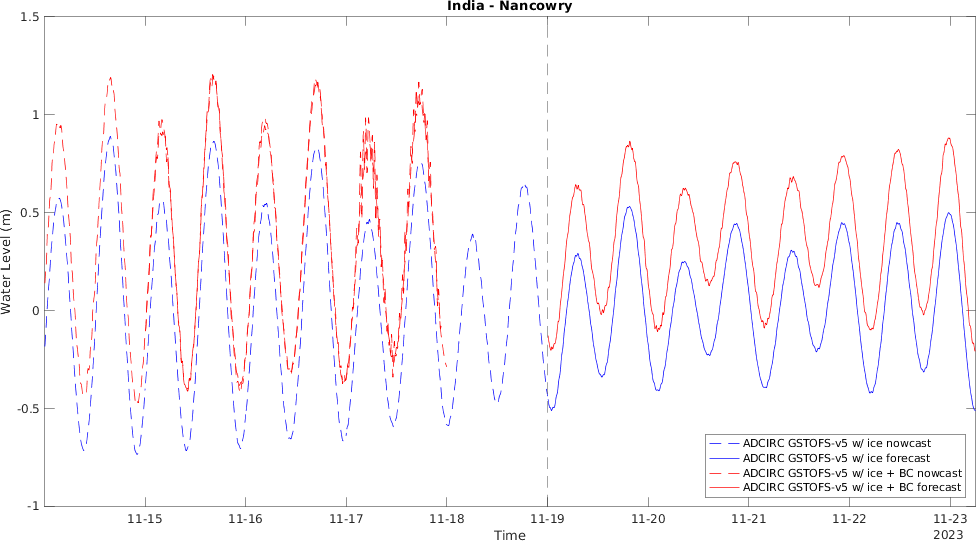 India - Nancowry
1.5
1
0.5
0
-0.5
-1
Water Level (m)
11-15
11-16
11-17
11-18
11-19
11-20
11-21
11-22
11-23
2023
Time
ADCIRC GSTOFS-v5 w/ ice nowcast
ADCIRC GSTOFS-v5 w/ ice forecast
ADCIRC GSTOFS-v5 w/ ice + BC nowcast
ADCIRC GSTOFS-v5 w/ ice + BC forecast